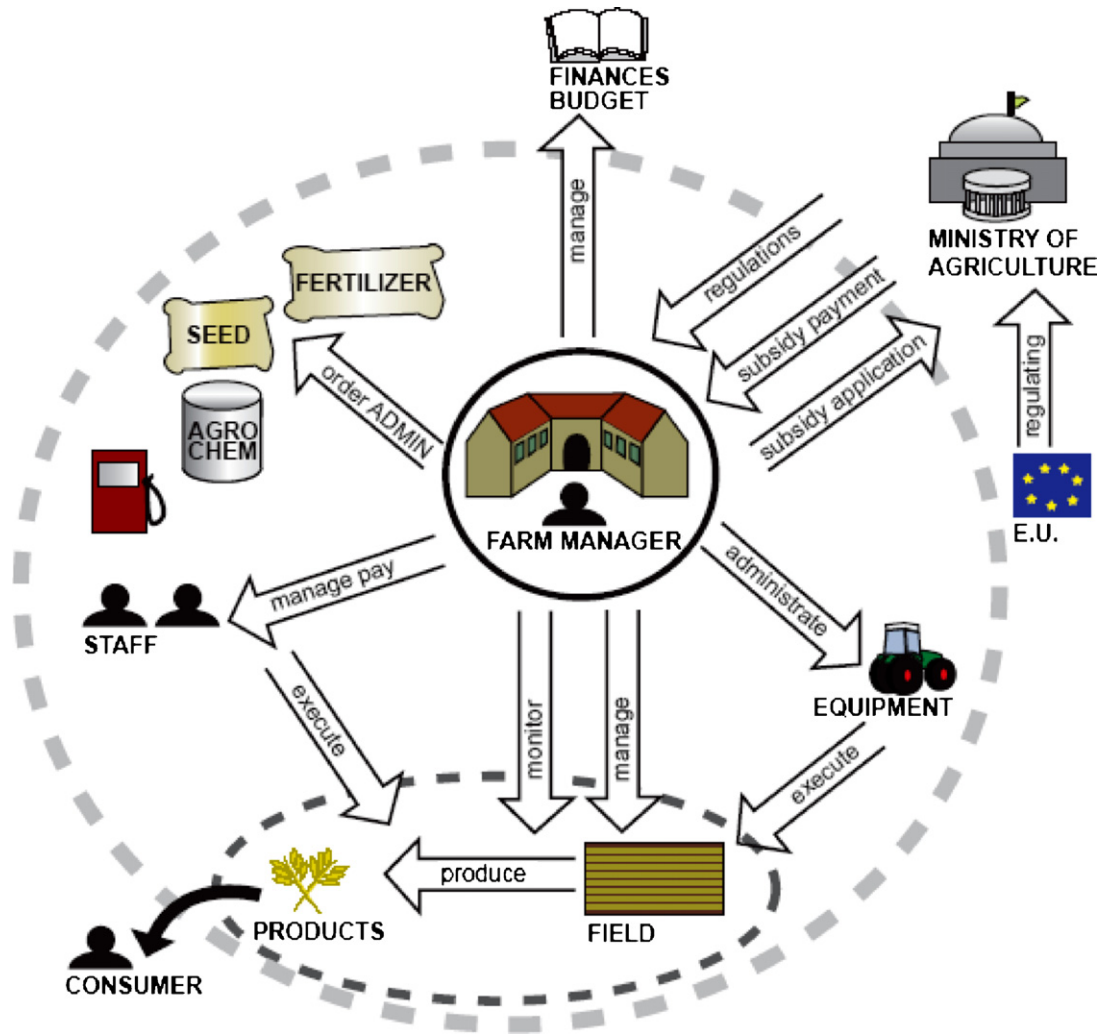 FINANCES
BUDGET
manage
MINISTRY OF
AGRICULTURE
regulations
subsidy payment
subsidy application
regulating
E.U.
FERTILIZER
SEED
AGRO
CHEM
order ADMIN
FARM MANAGER
manage pay
STAFF
administrate
EQUIPMENT
execute
monitor
manage
execute
produce
PRODUCTS
FIELD
CONSUMER